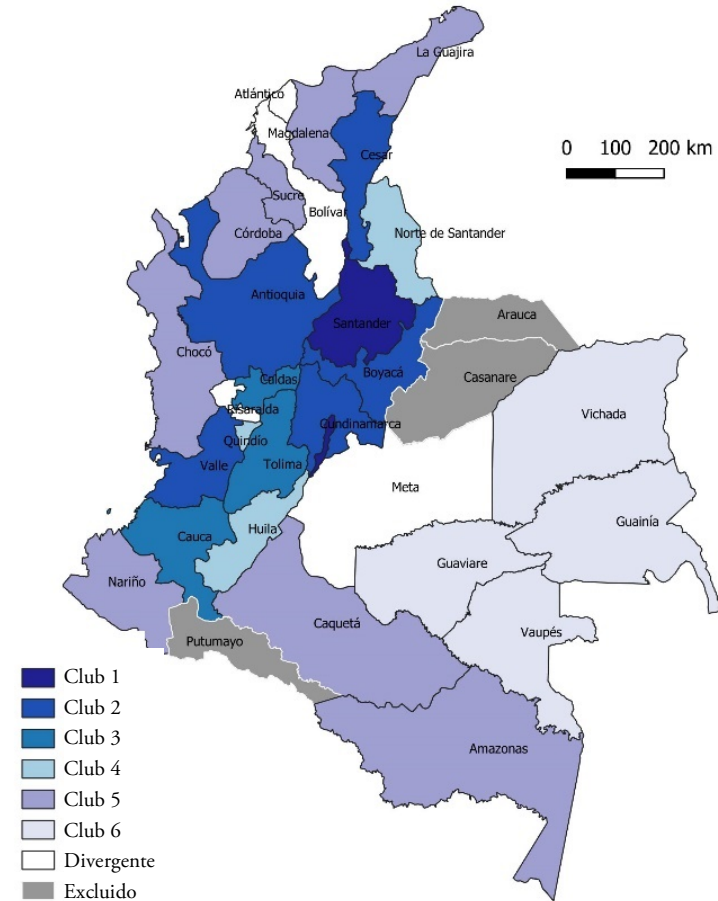 La Guajira
Atlántico
Magdalena
Cesar
0 100 200 km
Sucre
Bolívar
Córdoba
Norte de Santander
Antioquia
Arauca
Santander
Chocó
Boyacá
Caldas
Casanare
Risaralda
Vichada
Cundinamarca
Quindío
Valle
Tolima
Meta
Guainía
Huila
Cauca
Guaviare
Nariño
Caquetá
Vaupés
Putumayo
Amazonas
Club 1
Club 2
Club 3
Club 4
Club 5
Club 6
Divergente
Excluido